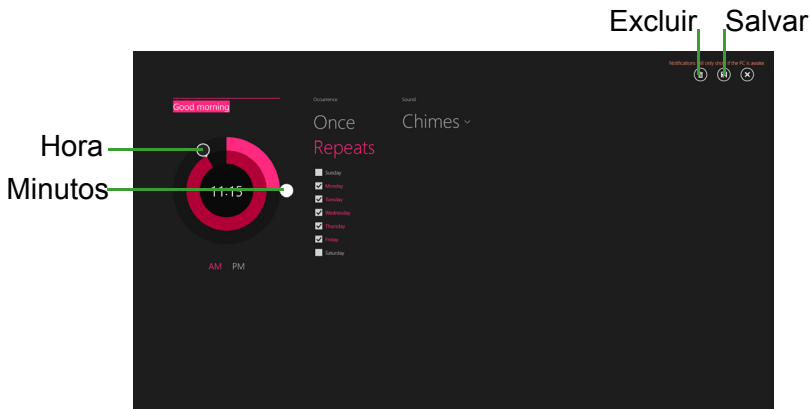 Excluir Salvar
Notifications will only show if the PC is awake
Good morning
Hora
Minutos
11:15
AM PM
Occurrence
Once
Repeats
Sunday
Monday
Tuesday
Wednesday
Thursday
Friday
Saturday
Sound
Chimes